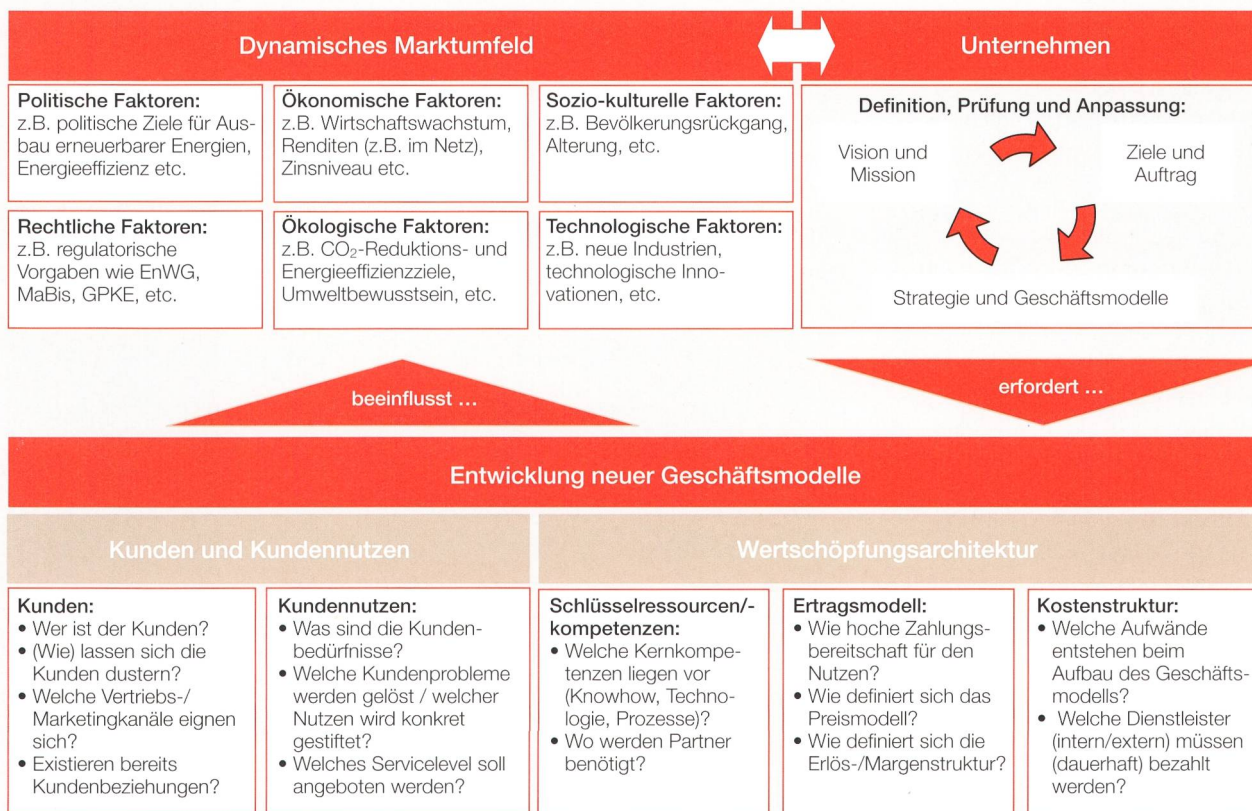 Dynamisches Marktumfeld
Unternehmen
Politische Faktoren:
z.B. politische Ziele für Aus-
bau erneuerbarer Energien,
Energieeffizienz etc.
Ökonomische Faktoren:
z.B. Wirtschaftswachstum,
Renditen (z.B. im Netz),
Zinsniveau etc.
Sozio-kulturelle Faktoren:
z.B. Bevölkerungsrückgang,
Alterung, etc.
Rechtliche Faktoren:
z.B. regulatorische
Vorgaben wie EnWG,
MaBis, GPKE, etc.
Ökologische Faktoren:
z.B. CO₂-Reduktions- und
Energieeffizienzziele,
Umweltbewusstsein, etc.
Technologische Faktoren:
z.B. neue Industrien,
technologische Inno-
vationen, etc.
Definition, Prüfung und Anpassung:
Vision und
Mission
Ziele und
Auftrag
Strategie und Geschäftsmodelle
beeinflusst ...
erfordert ...
Entwicklung neuer Geschäftsmodelle
Kunden und Kundennutzen
Wertschöpfungsarchitektur
Kunden:
• Wer ist der Kunden?
• (Wie) lassen sich die
Kunden dustern?
• Welche Vertriebs-/
Marketingkanäle eignen
sich?
• Existieren bereits
Kundenbeziehungen?
Kundennutzen:
• Was sind die Kunden-
bedürfnisse?
• Welche Kundenprobleme
werden gelöst / welcher
Nutzen wird konkret
gestiftet?
• Welches Servicelevel soll
angeboten werden?
Schlüsselressourcen/-
kompetenzen:
• Welche Kernkompe-
tenzen liegen vor
(Knowhow, Techno-
logie, Prozesse)?
• Wo werden Partner
benötigt?
Ertragsmodell:
• Wie hoche Zahlungs-
bereitschaft für den
Nutzen?
• Wie definiert sich das
Preismodell?
• Wie definiert sich die
Erlös-/Margenstruktur?
Kostenstruktur:
• Welche Aufwände
entstehen beim
Aufbau des Geschäfts-
modells?
• Welche Dienstleister
(intern/extern) müssen
(dauerhaft) bezahlt
werden?